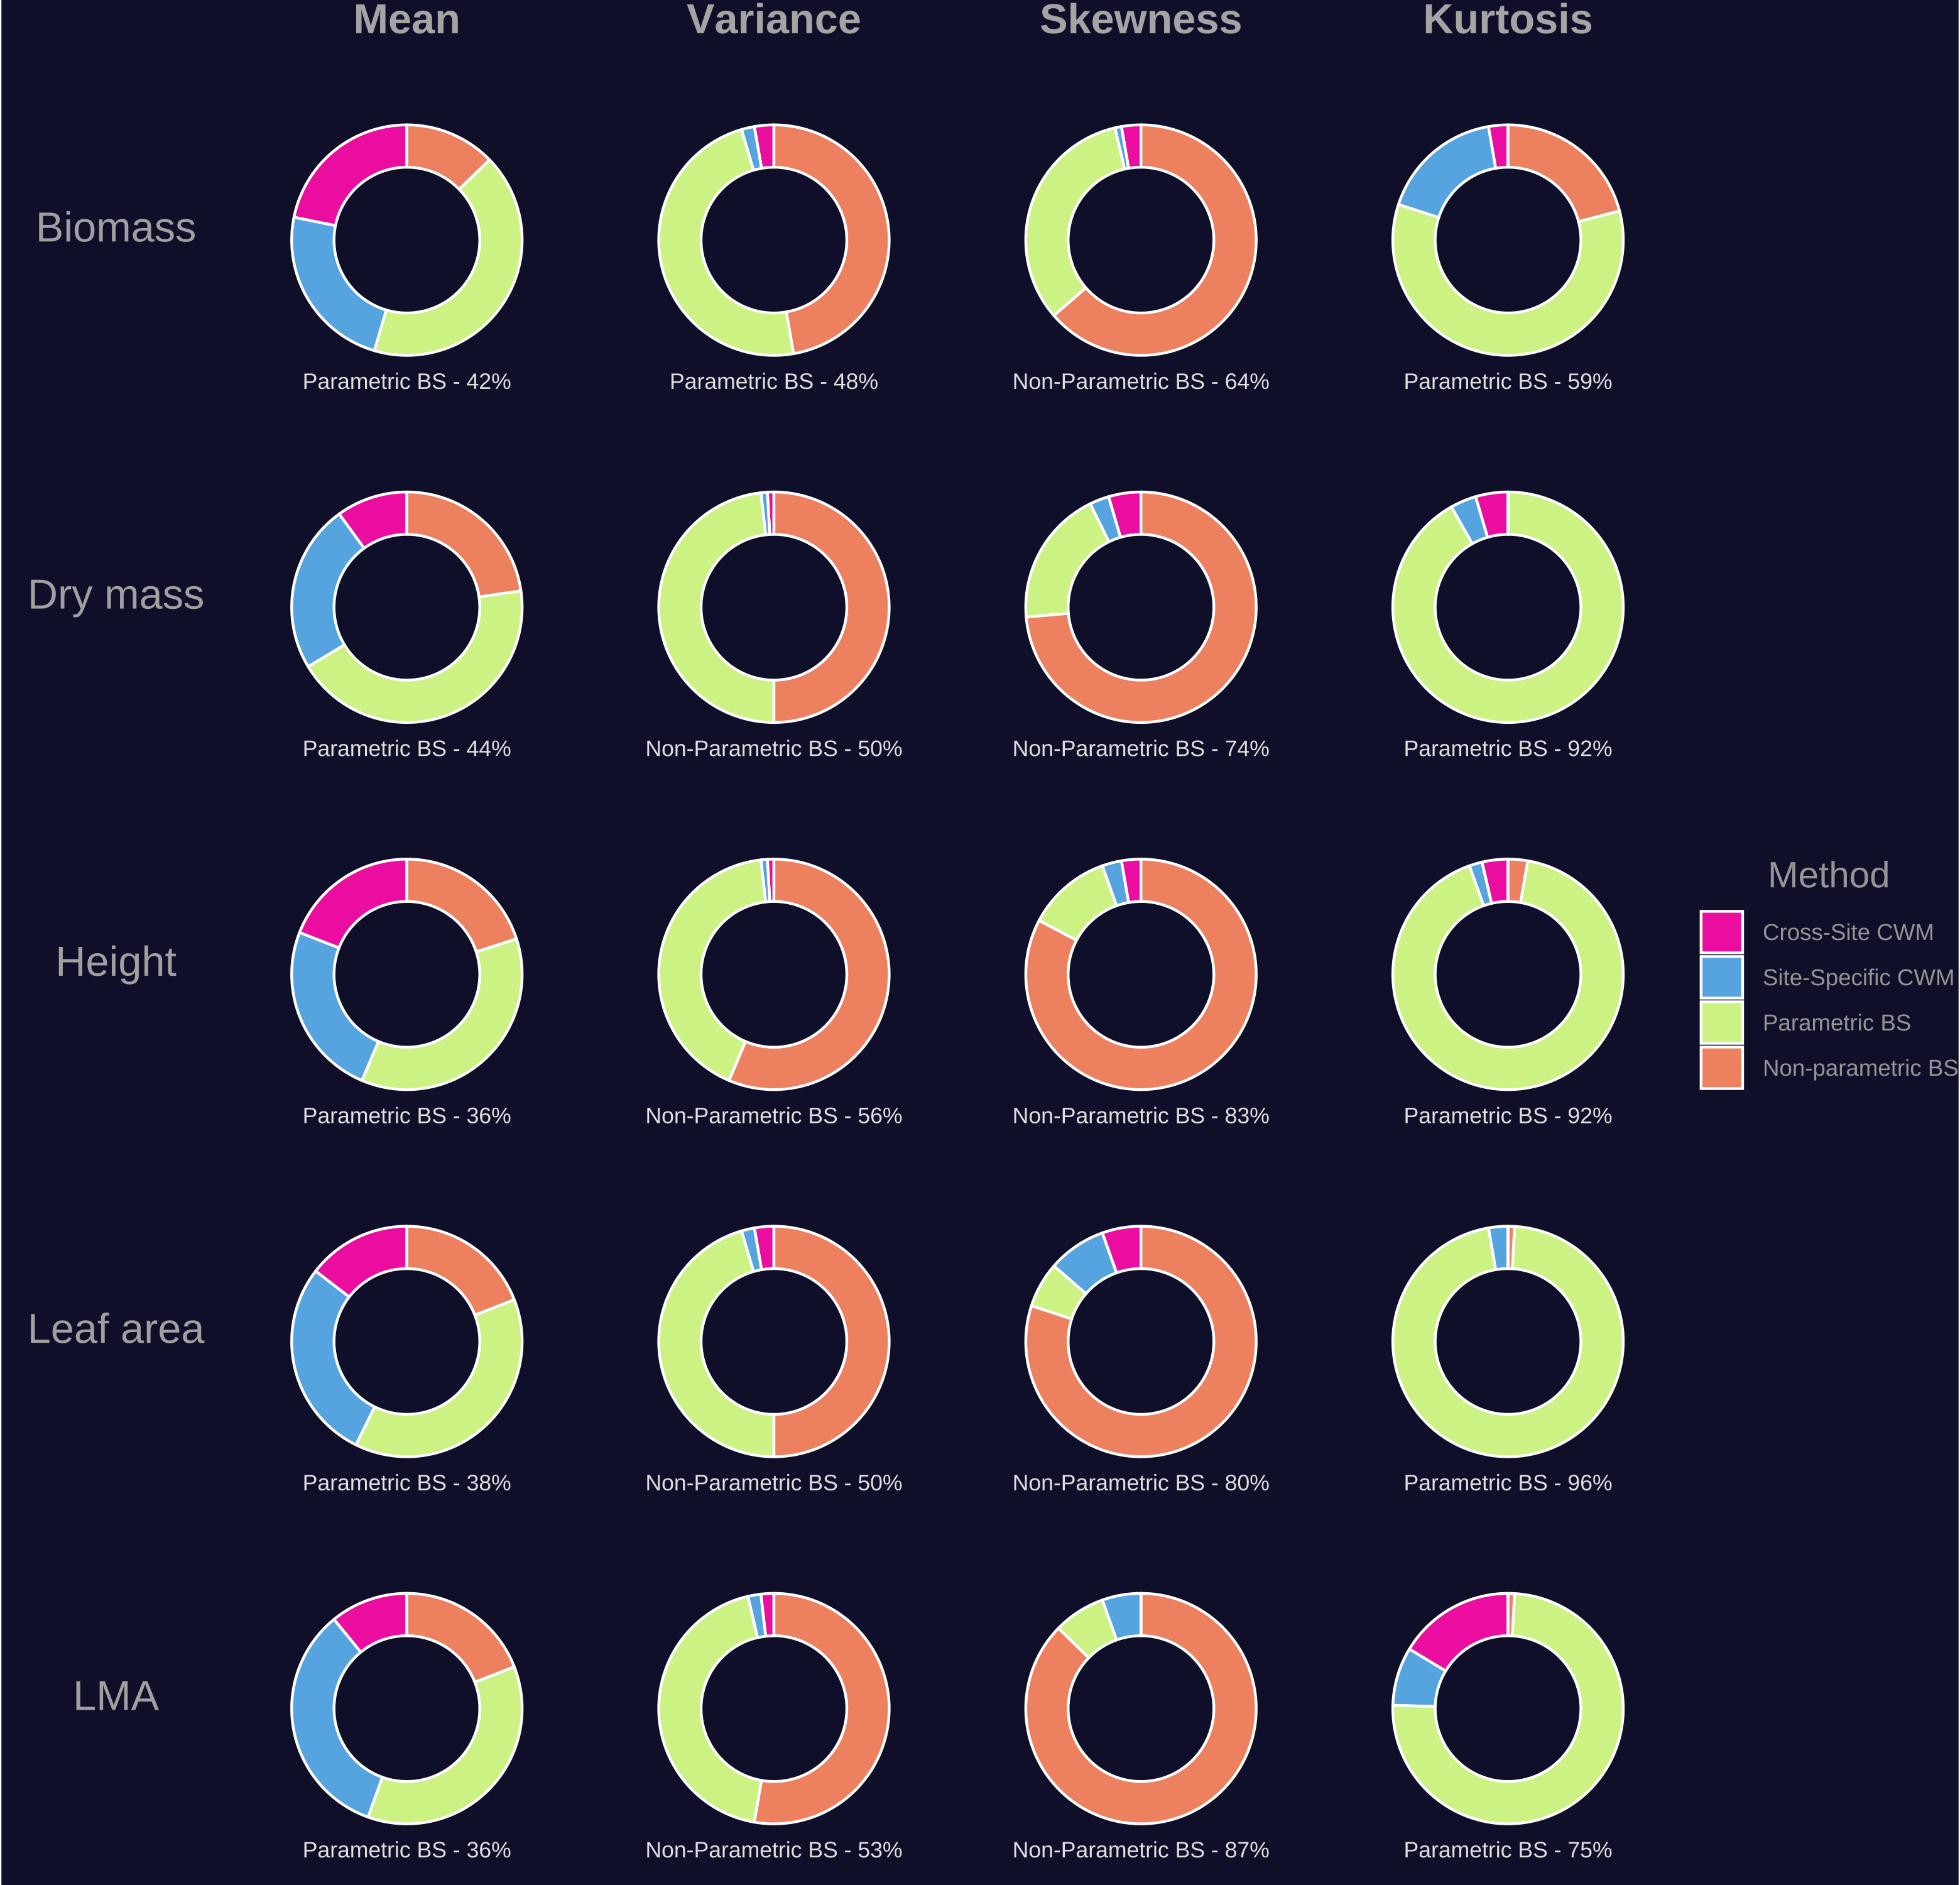 Mean Variance Skewness Kurtosis
Biomass
Parametric BS - 42% Parametric BS - 48% Non-Parametric BS - 64% Parametric BS - 59%
Dry mass
Parametric BS - 44% Non-Parametric BS - 50% Non-Parametric BS - 74% Parametric BS - 92%
Height
Parametric BS - 36% Non-Parametric BS - 56% Non-Parametric BS - 83% Parametric BS - 92%
Method
Cross-Site CWM
Site-Specific CWM
Parametric BS
Non-parametric BS
Leaf area
Parametric BS - 38% Non-Parametric BS - 50% Non-Parametric BS - 80% Parametric BS - 96%
LMA
Parametric BS - 36% Non-Parametric BS - 53% Non-Parametric BS - 87% Parametric BS - 75%